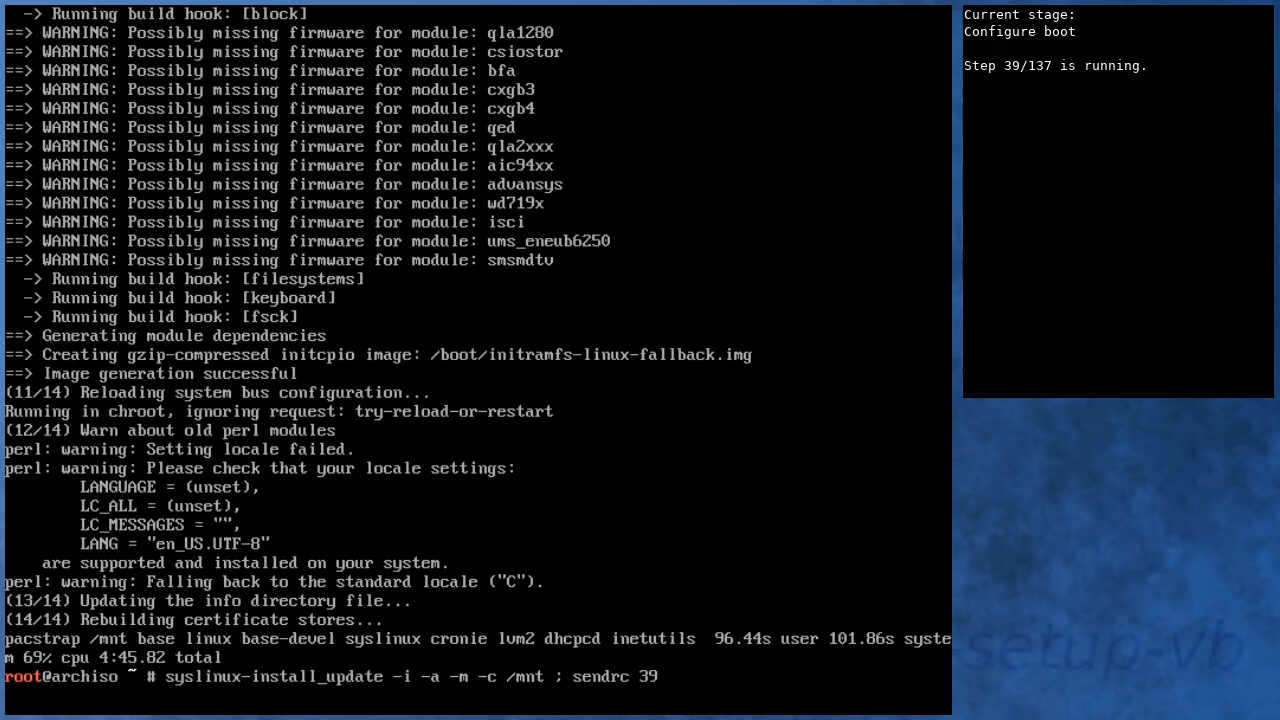 -> Running build hook: [block]
==> WARNING: Possibly missing firmware for module: qla1280
==> WARNING: Possibly missing firmware for module: csiostor
==> WARNING: Possibly missing firmware for module: bfa
==> WARNING: Possibly missing firmware for module: cxgb3
==> WARNING: Possibly missing firmware for module: cxgb4
==> WARNING: Possibly missing firmware for module: qed
==> WARNING: Possibly missing firmware for module: qla2xxx
==> WARNING: Possibly missing firmware for module: aic94xx
==> WARNING: Possibly missing firmware for module: advansys
==> WARNING: Possibly missing firmware for module: wd719x
==> WARNING: Possibly missing firmware for module: isci
==> WARNING: Possibly missing firmware for module: ums_eneub6250
==> WARNING: Possibly missing firmware for module: smsmdtv
-> Running build hook: [filesystems]
-> Running build hook: [keyboard]
-> Running build hook: [fsck]
==> Generating module dependencies
==> Creating gzip-compressed initcpio image: /boot/initramfs-linux-fallback.img
==> Image generation successful
(11/14) Reloading system bus configuration...
Running in chroot, ignoring request: try-reload-or-restart
(12/14) Warn about old perl modules
perl: warning: Setting locale failed.
perl: warning: Please check that your locale settings:
LANGUAGE = (unset),
LC_ALL = (unset),
LC_MESSAGES = "",
LANG = "en_US.UTF-8"
are supported and installed on your system.
perl: warning: Falling back to the standard locale ("C").
(13/14) Updating the info directory file...
(14/14) Rebuilding certificate stores...
pacstrap /mnt base linux base-devel syslinux cronie lvm2 dhcpcd inetutils  96.44s user 101.86s syste
m 69% cpu 4:45.82 total
root@archiso ~ # syslinux-install_update -i -a -m -c /mnt ; sendrc 39
Current stage:
Configure boot
Step 39/137 is running.
-setup-vb